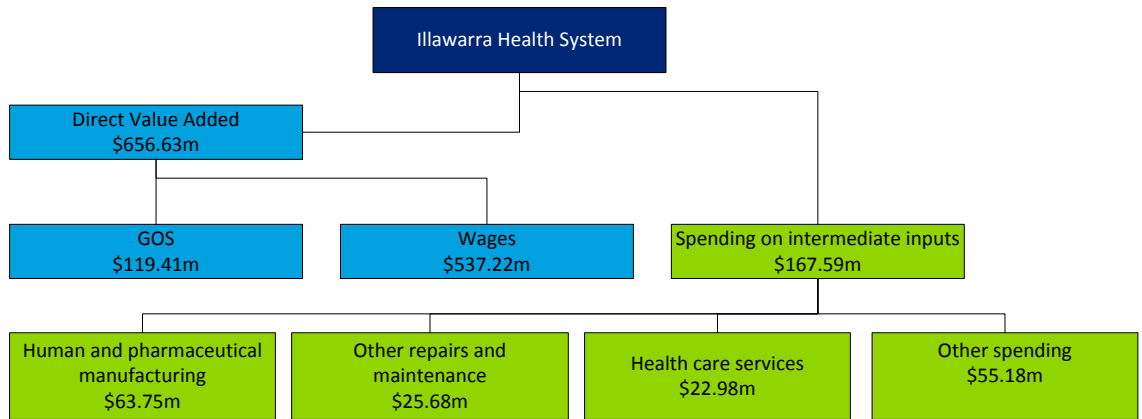 Illawarra Health System
Direct Value Added
$656.63m
GOS
$119.41m
Wages
$537.22m
Spending on intermediate inputs
$167.59m
Human and pharmaceutical
manufacturing
$63.75m
Other repairs and
maintenance
$25.68m
Health care services
$22.98m
Other spending
$55.18m